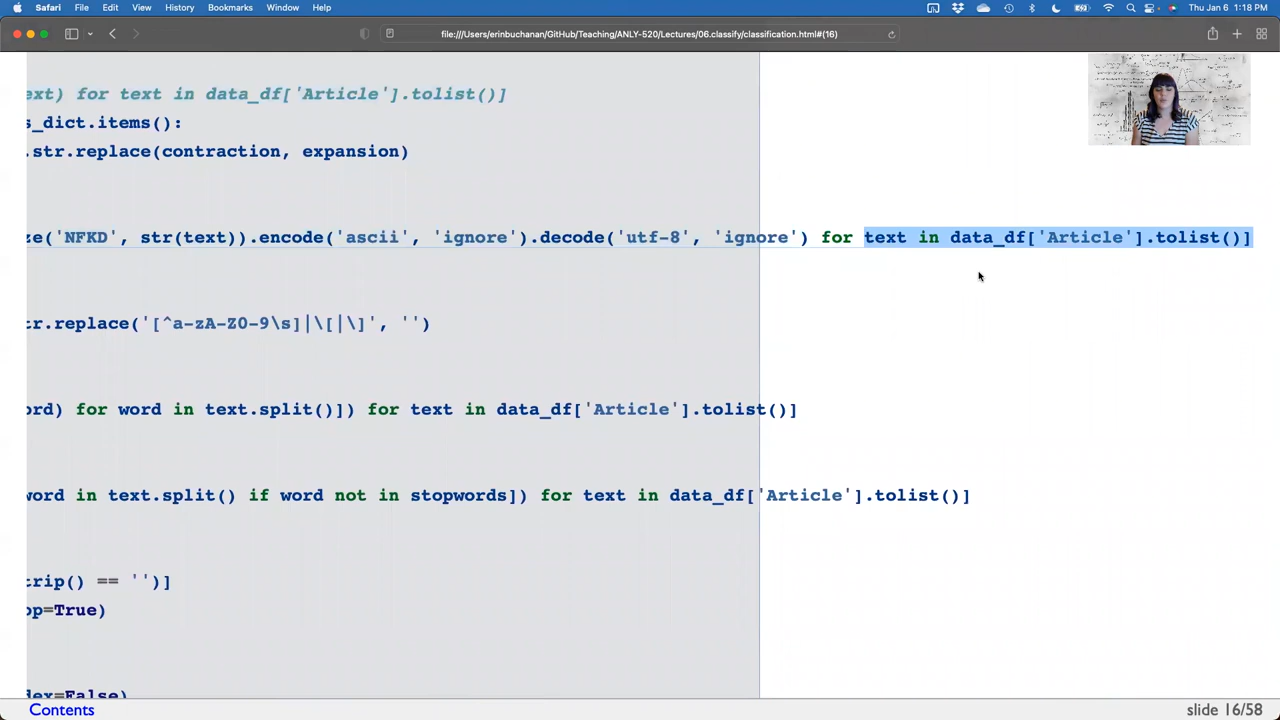 Safari File Edit View History Bookmarks Window Help Thu Jan 6 1:18 PM
file:///Users/erinbuchanan/GitHub/Teaching/ANLY-520/Lectures/06.classify/classification.html#(16)
ext) for text in data_df['Article'].tolist()]
s_dict.items():
.str.replace(contraction, expansion)
ze('NFKD', str(text)).encode('ascii', 'ignore').decode('utf-8', 'ignore') for text in data_df['Article'].tolist()]
tr.replace('[^a-zA-Z0-9\s]|\[|\]', '')
ord) for word in text.split()]) for text in data_df['Article'].tolist()]
word in text.split() if word not in stopwords]) for text in data_df['Article'].tolist()]
trip() == '')]
op=True)
dex=False)
Contents slide 16/58